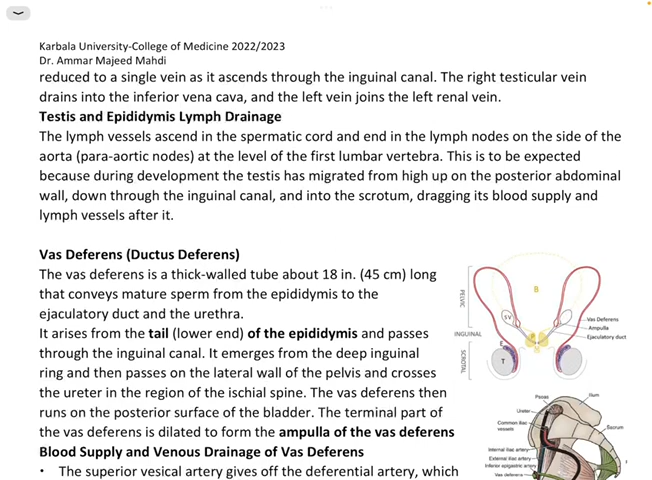 Karbala University-College of Medicine 2022/2023
Dr. Ammar Majeed Mahdi
reduced to a single vein as it ascends through the inguinal canal. The right testicular vein
drains into the inferior vena cava, and the left vein joins the left renal vein.
Testis and Epididymis Lymph Drainage
The lymph vessels ascend in the spermatic cord and end in the lymph nodes on the side of the
aorta (para-aortic nodes) at the level of the first lumbar vertebra. This is to be expected
because during development the testis has migrated from high up on the posterior abdominal
wall, down through the inguinal canal, and into the scrotum, dragging its blood supply and
lymph vessels after it.
Vas Deferens (Ductus Deferens)
The vas deferens is a thick-walled tube about 18 in. (45 cm) long
that conveys mature sperm from the epididymis to the
ejaculatory duct and the urethra.
It arises from the tail (lower end) of the epididymis and passes
through the inguinal canal. It emerges from the deep inguinal
ring and then passes on the lateral wall of the pelvis and crosses
the ureter in the region of the ischial spine. The vas deferens then
runs on the posterior surface of the bladder. The terminal part of
the vas deferens is dilated to form the ampulla of the vas deferens
Blood Supply and Venous Drainage of Vas Deferens
• The superior vesical artery gives off the deferential artery, which
PELVIC
INGUINAL
SCROTAL
B
SV
E
T
Vas Deferens
Ampulla
Ejaculatory duct
Psoas
Ilium
Ureter
Common iliac
vessels
Sacrum
Internal iliac artery
External iliac artery
Inferior epigastric artery
Vas deferens